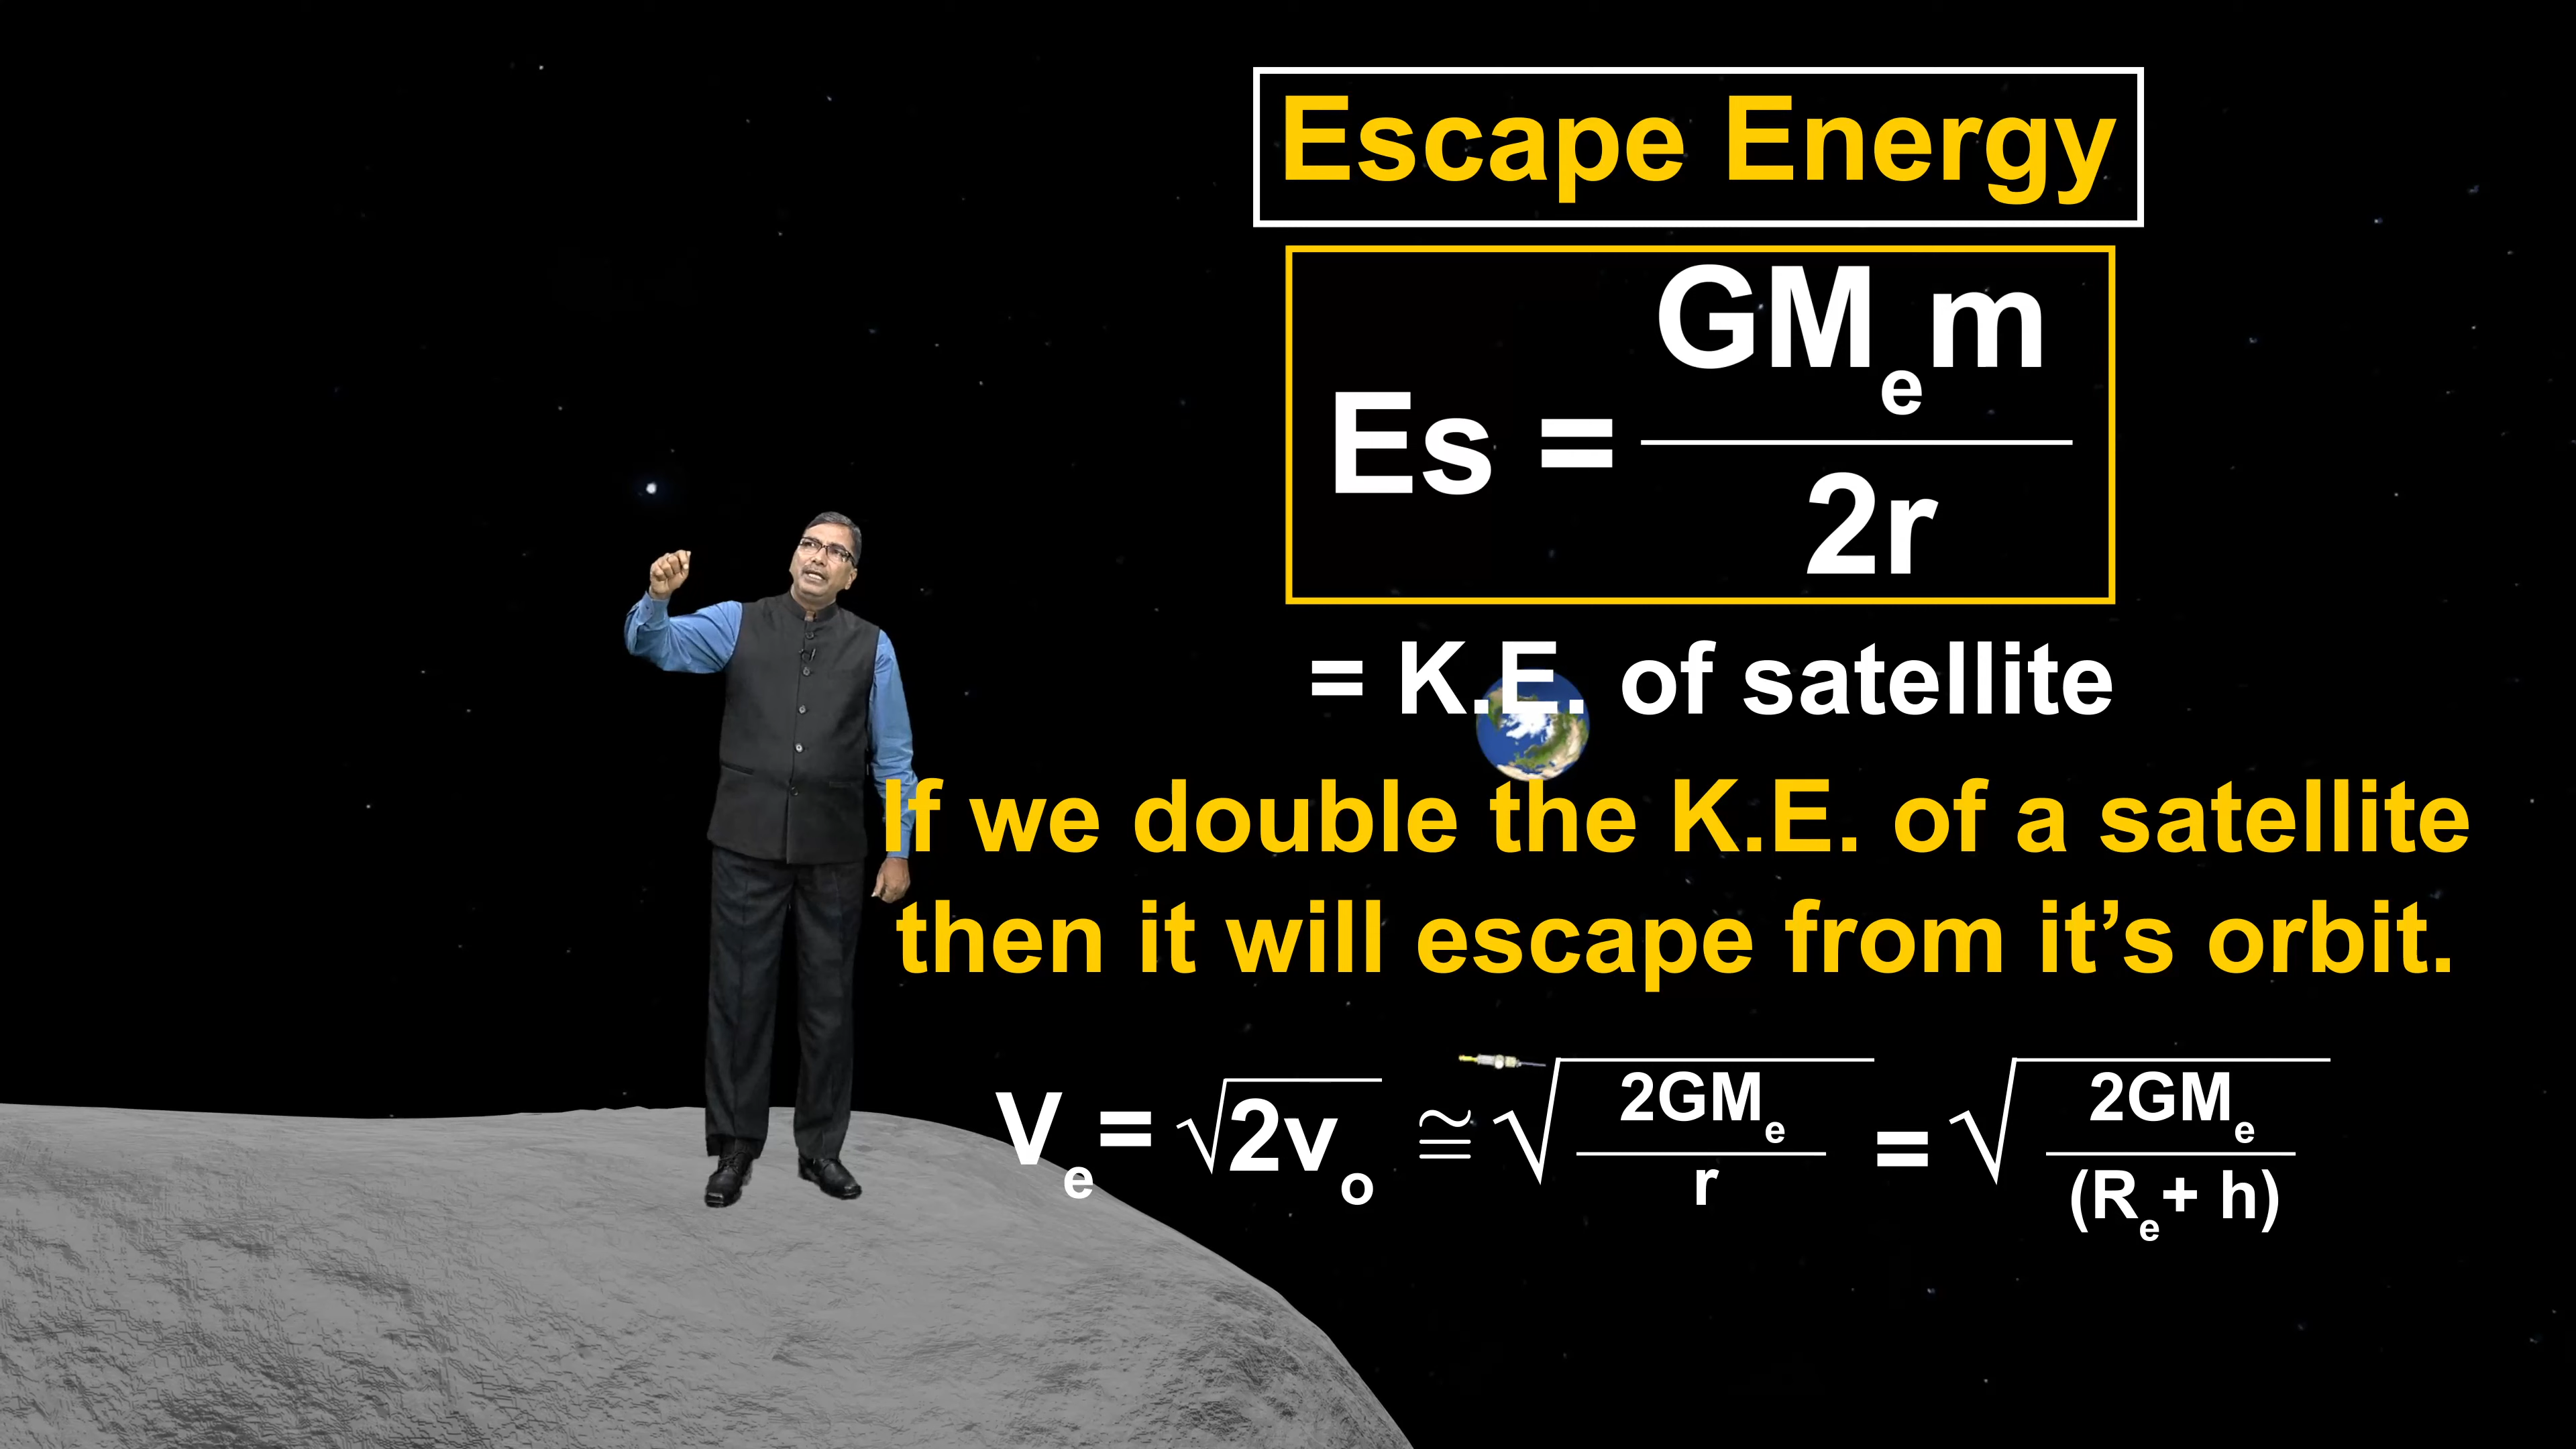 Escape Energy
Es = GMₑm / 2r
= K.E. of satellite
If we double the K.E. of a satellite
then it will escape from it’s orbit.
Vₑ = √2vₒ ≅ √2GMₑ / r = √2GMₑ / (Rₑ+ h)